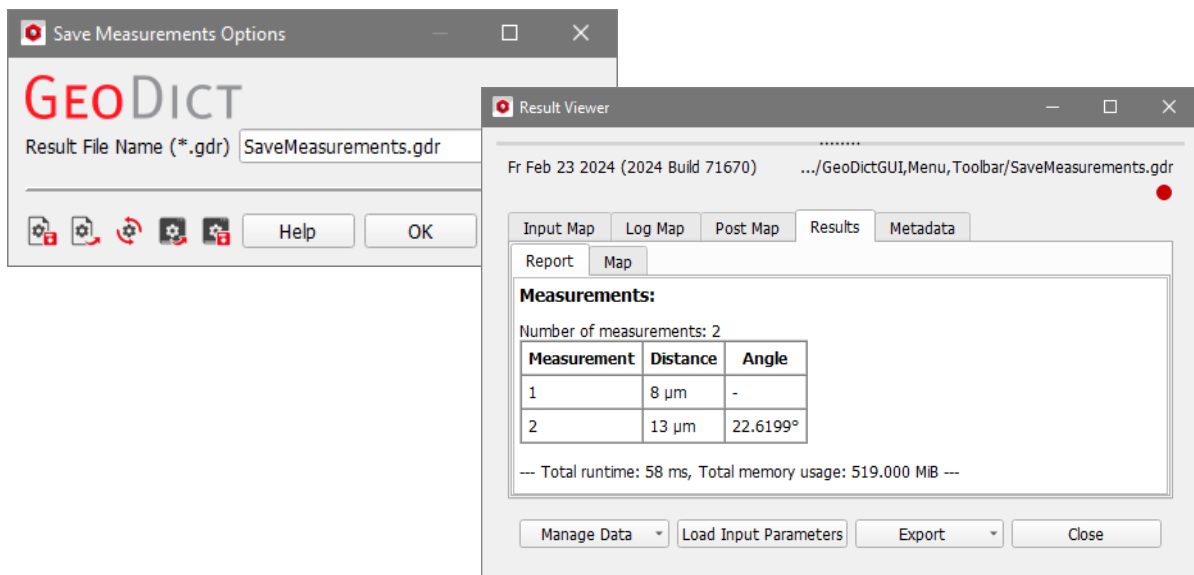 Save Measurements Options
GEODICT
Result File Name (*.gdr) SaveMeasurements.gdr
Help OK
Result Viewer
Fr Feb 23 2024 (2024 Build 71670) .../GeoDictGUI,Menu,Toolbar/SaveMeasurements.gdr
Input Map Log Map Post Map Results Metadata
Report Map
Measurements:
Number of measurements: 2
Measurement Distance Angle
1 8 µm -
2 13 µm 22.6199°
--- Total runtime: 58 ms, Total memory usage: 519.000 MiB ---
Manage Data Load Input Parameters Export Close